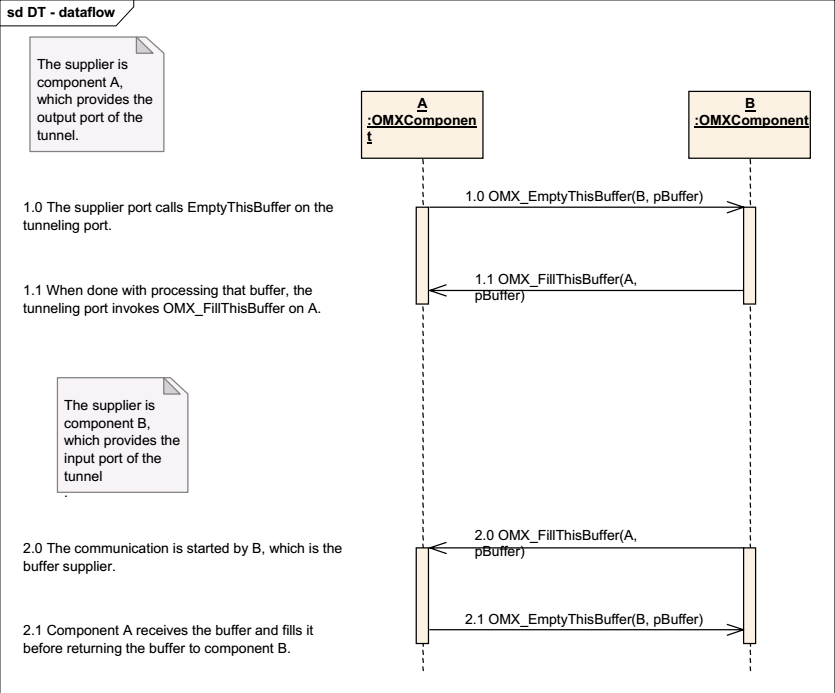 sd DT - dataflow
The supplier is
component A,
which provides the
output port of the
tunnel.
A
:OMXComponen
t
B
:OMXComponent
1.0 The supplier port calls EmptyThisBuffer on the
tunneling port.
1.0 OMX_EmptyThisBuffer(B, pBuffer)
1.1 When done with processing that buffer, the
tunneling port invokes OMX_FillThisBuffer on A.
1.1 OMX_FillThisBuffer(A,
pBuffer)
The supplier is
component B,
which provides the
input port of the
tunnel
.
2.0 The communication is started by B, which is the
buffer supplier.
2.0 OMX_FillThisBuffer(A,
pBuffer)
2.1 Component A receives the buffer and fills it
before returning the buffer to component B.
2.1 OMX_EmptyThisBuffer(B, pBuffer)